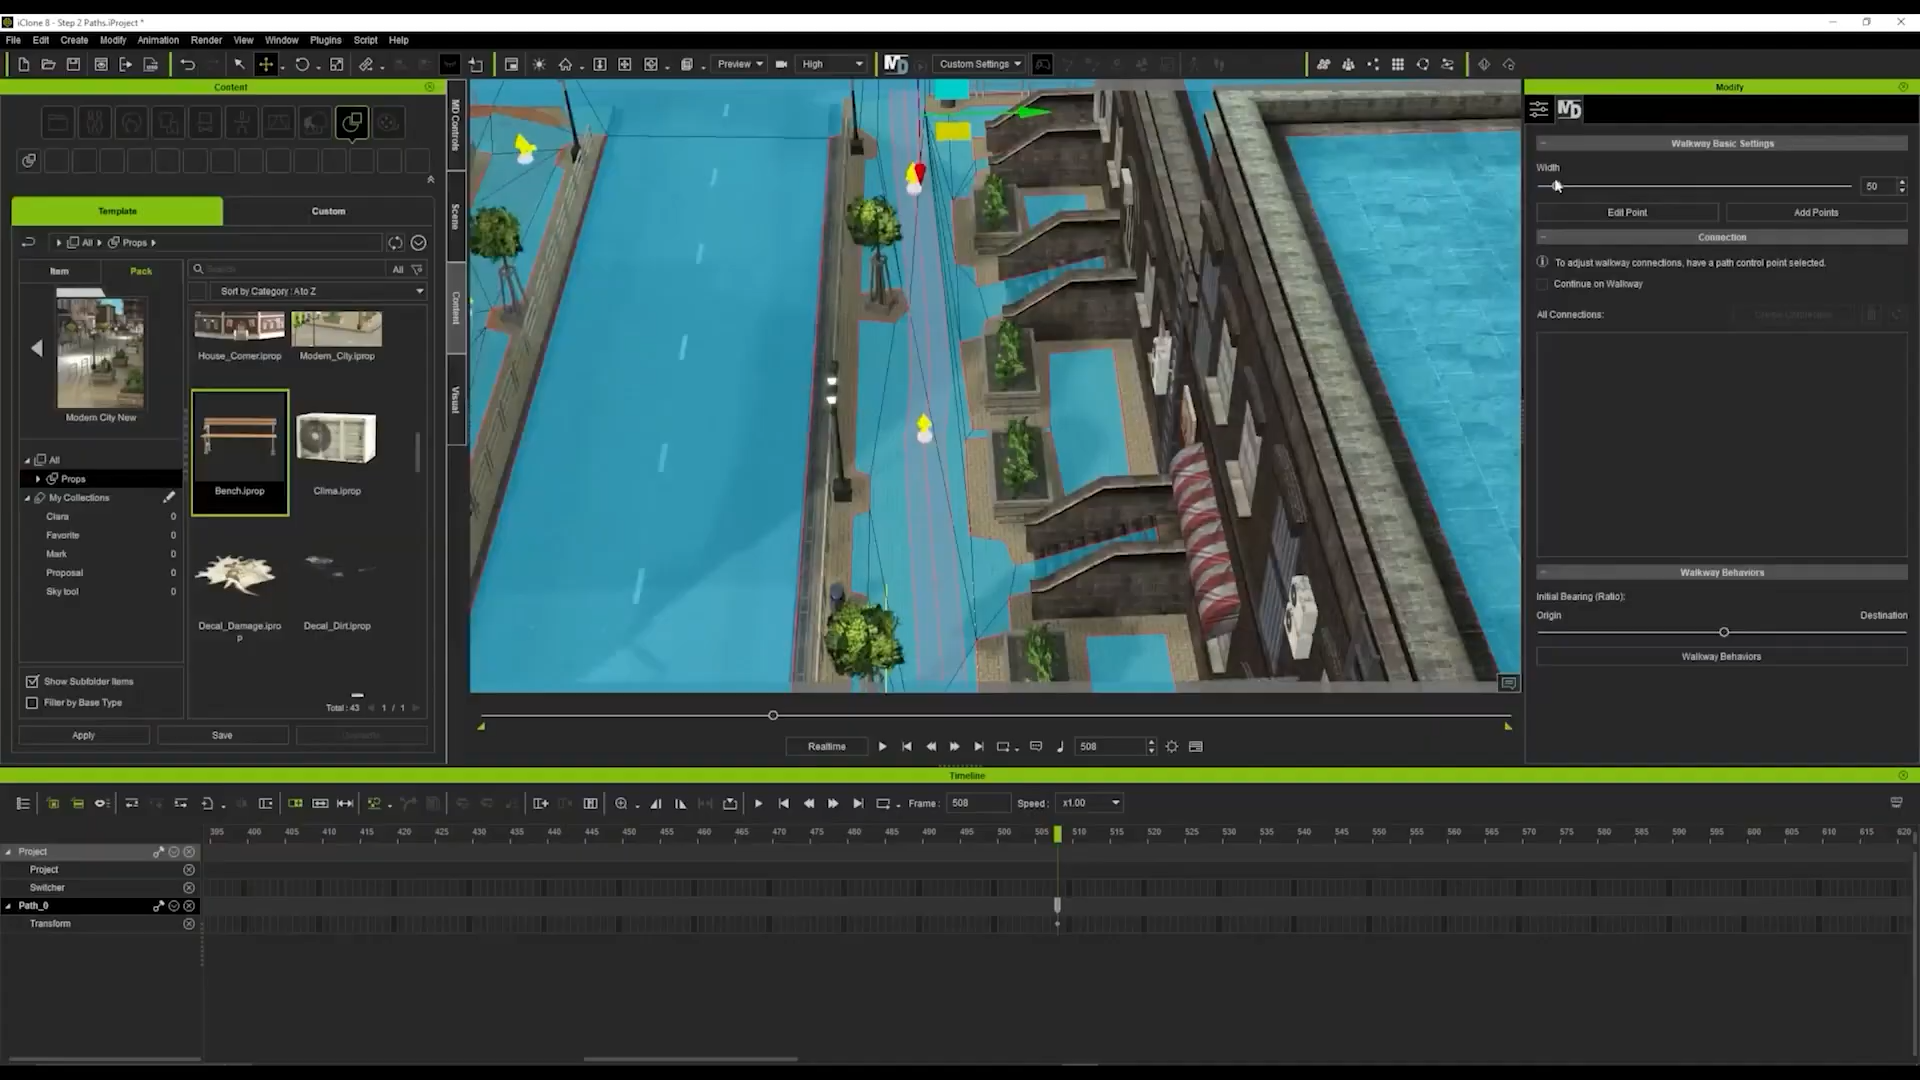 iClone 8 - Step 2 Paths.iProject *
File Edit Create Modify Animation Render View Window Plugins Script Help
Preview High Custom Settings
Content
Template Custom
All Props
Item Pack
Search All
Sort by Category : A to Z
Modern City New
House_Corner.iprop Modern_City.iprop
Bench.iprop Clima.iprop
Decal_Damage.ipro
p
Decal_Dirt.iprop
All
Props
My Collections 0
Clara 0
Favorite 0
Mark 0
Proposal 0
Sky tool 0
Show Subfolder Items
Filter by Base Type
Total : 43 1 / 1
Apply Save
MD Controls
Scene
Content
Visual
Realtime 508
Modify
Walkway Basic Settings
Width
50
Edit Point Add Points
Connection
To adjust walkway connections, have a path control point selected.
Continue on Walkway
All Connections:
Walkway Behaviors
Initial Bearing (Ratio):
Origin Destination
Walkway Behaviors
Timeline
Frame : 508 Speed : x1.00
395 400 405 410 415 420 425 430 435 440 445 450 455 460 465 470 475 480 485 490 495 500 505 510 515 520 525 530 535 540 545 550 555 560 565 570 575 580 585 590 595 600 605 610 615 620
Project
Project
Switcher
Path_0
Transform